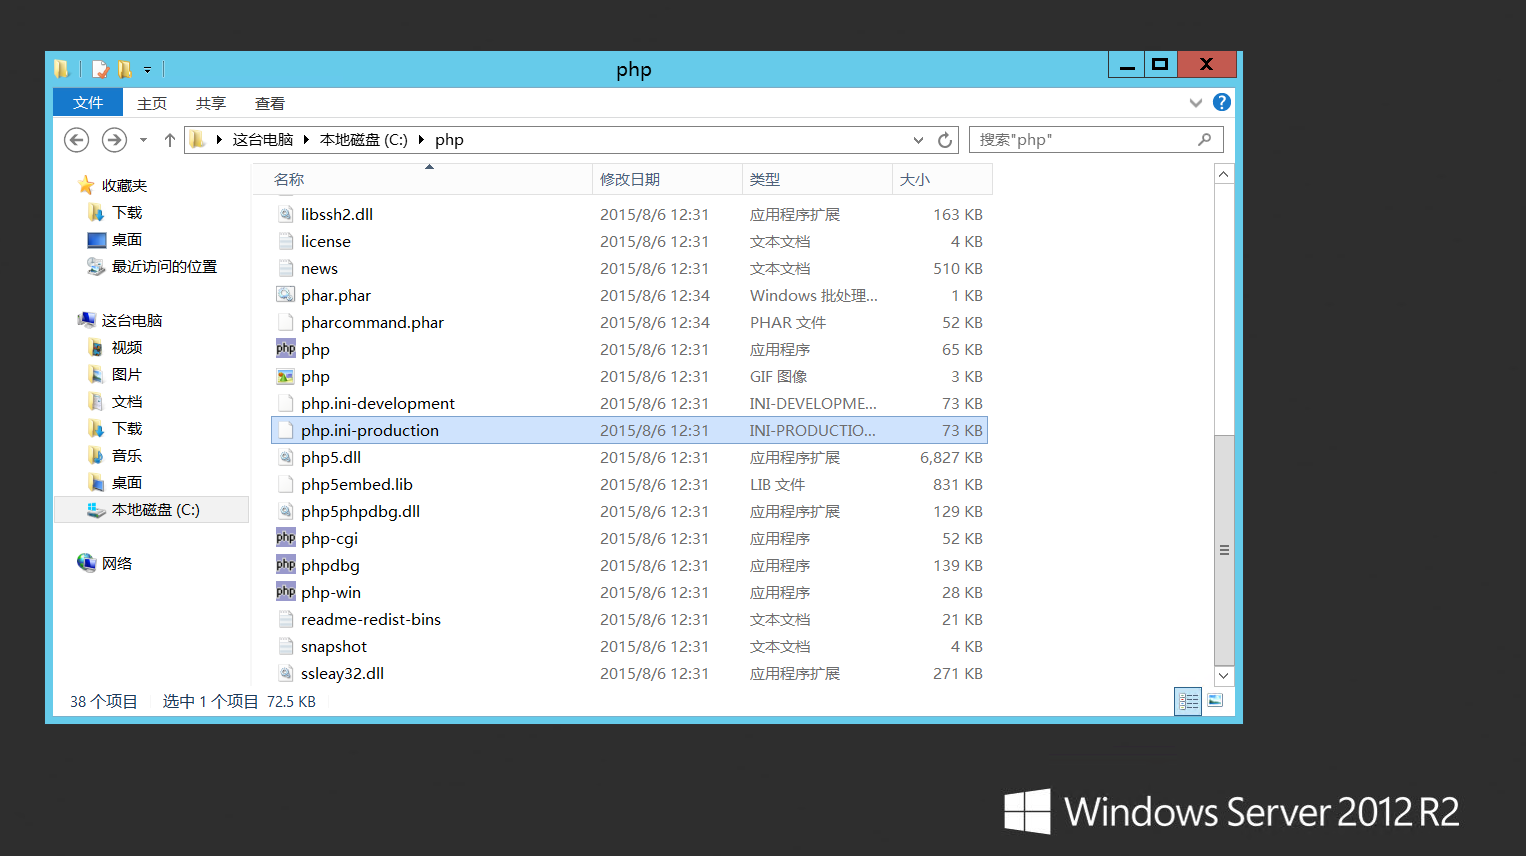 php
文件 主页 共享 查看
这台电脑 本地磁盘 (C:) php 搜索"php"
收藏夹
下载
桌面
最近访问的位置
这台电脑
视频
图片
文档
下载
音乐
桌面
本地磁盘 (C:)
网络
名称 修改日期 类型 大小
libssh2.dll 2015/8/6 12:31 应用程序扩展 163 KB
license 2015/8/6 12:31 文本文档 4 KB
news 2015/8/6 12:31 文本文档 510 KB
phar.phar 2015/8/6 12:34 Windows 批处理... 1 KB
pharcommand.phar 2015/8/6 12:34 PHAR 文件 52 KB
php php 2015/8/6 12:31 应用程序 65 KB
php 2015/8/6 12:31 GIF 图像 3 KB
php.ini-development 2015/8/6 12:31 INI-DEVELOPME... 73 KB
php.ini-production 2015/8/6 12:31 INI-PRODUCTIO... 73 KB
php5.dll 2015/8/6 12:31 应用程序扩展 6,827 KB
php5embed.lib 2015/8/6 12:31 LIB 文件 831 KB
php5phpdbg.dll 2015/8/6 12:31 应用程序扩展 129 KB
php php-cgi 2015/8/6 12:31 应用程序 52 KB
php phpdbg 2015/8/6 12:31 应用程序 139 KB
php php-win 2015/8/6 12:31 应用程序 28 KB
readme-redist-bins 2015/8/6 12:31 文本文档 21 KB
snapshot 2015/8/6 12:31 文本文档 4 KB
ssleay32.dll 2015/8/6 12:31 应用程序扩展 271 KB
38 个项目 选中 1 个项目 72.5 KB
Windows Server 2012 R2